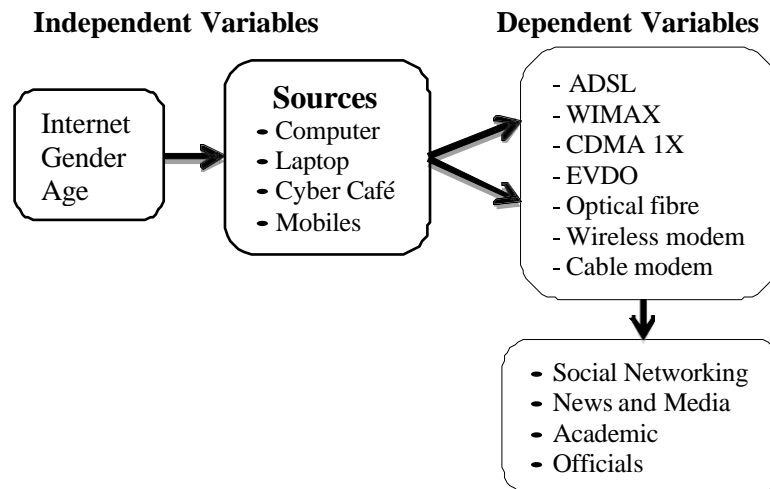 Independent Variables
Dependent Variables
Internet
Gender
Age
Sources
• Computer
• Laptop
• Cyber Café
• Mobiles
- ADSL
- WIMAX
- CDMA 1X
- EVDO
- Optical fibre
- Wireless modem
- Cable modem
• Social Networking
• News and Media
• Academic
• Officials